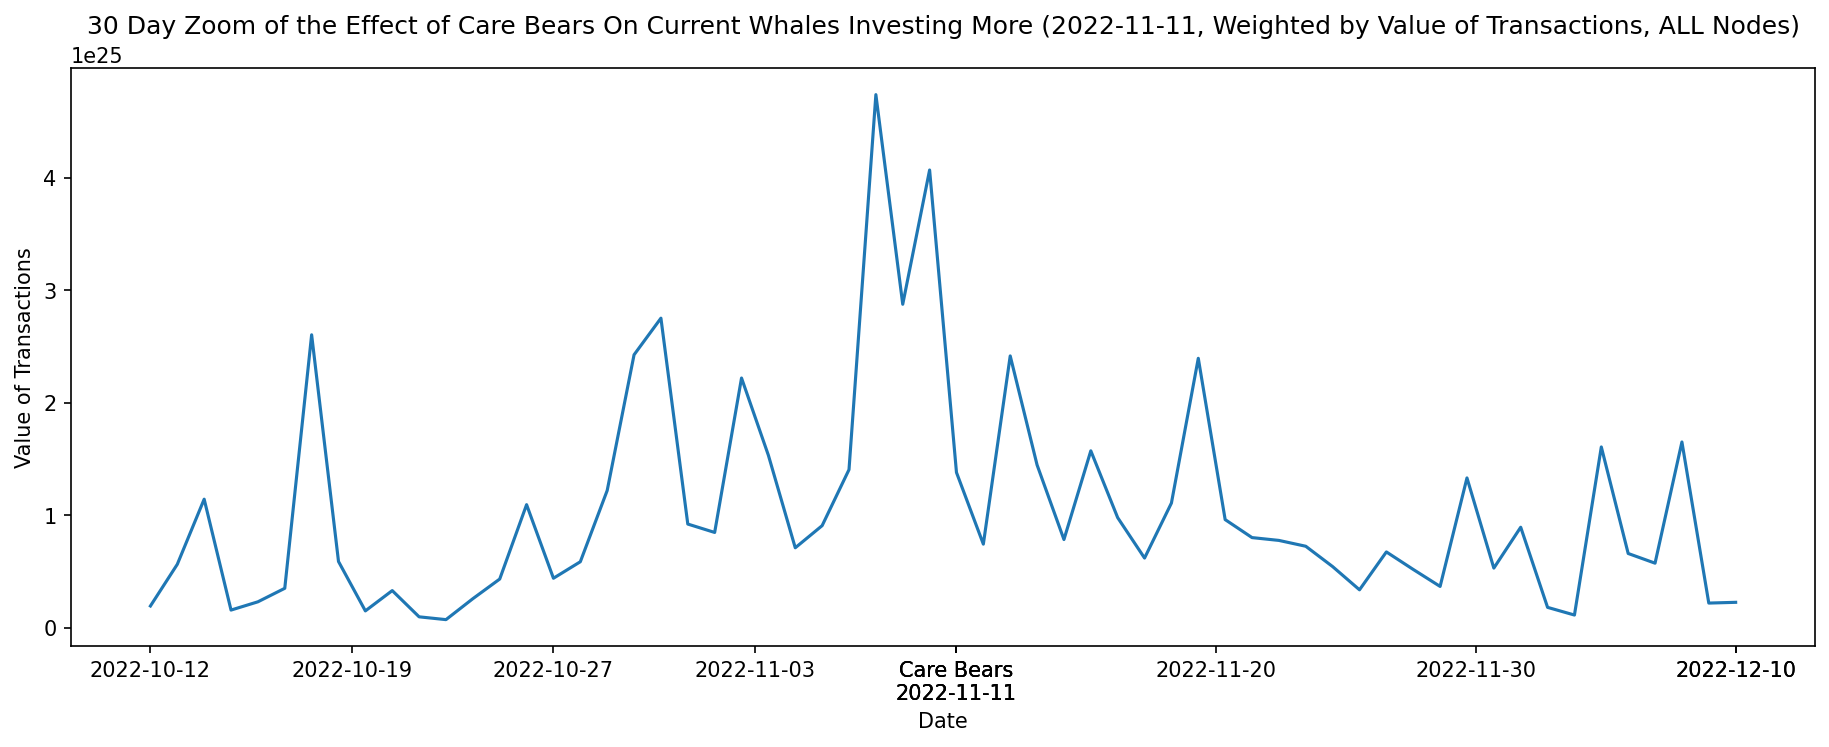 30 Day Zoom of the Effect of Care Bears On Current Whales Investing More (2022-11-11, Weighted by Value of Transactions, ALL Nodes)
1e25
4
3
2
1
0
Value of Transactions
2022-10-12
2022-10-19
2022-10-27
2022-11-03
Care Bears
2022-11-11
2022-11-20
2022-11-30
2022-12-10
Date